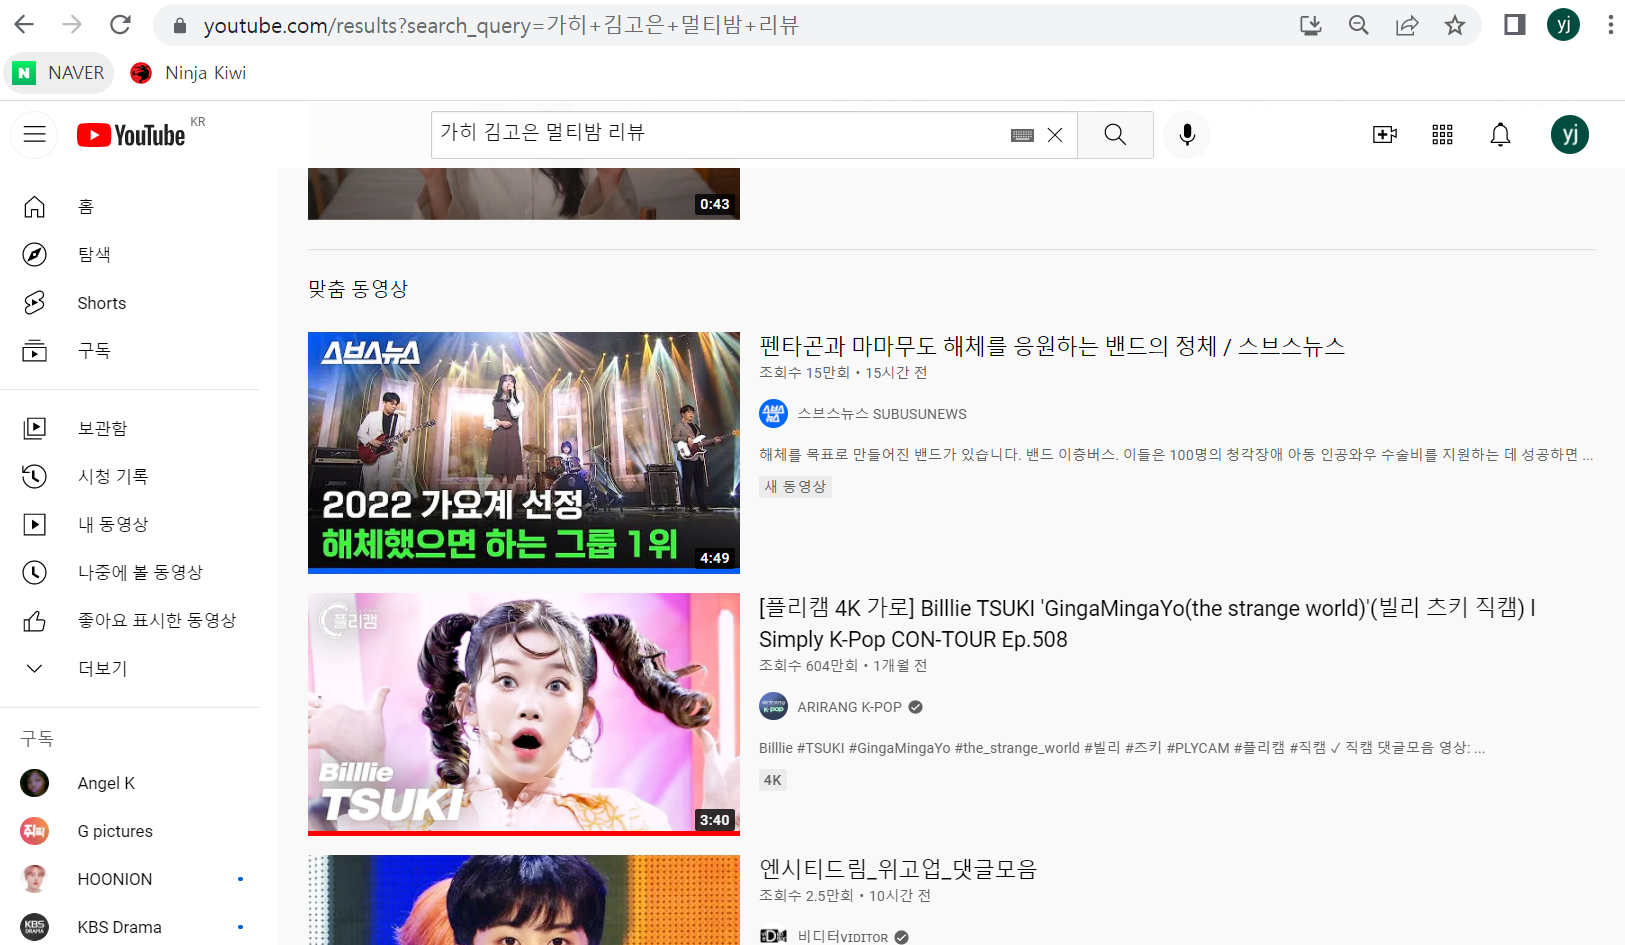 youtube.com/results?search_query=가히+김고은+멀티밤+리뷰
yj
NAVER
Ninja Kiwi
YouTube KR
가히 김고은 멀티밤 리뷰
yj
홈
탐색
Shorts
구독
보관함
시청 기록
내 동영상
나중에 볼 동영상
좋아요 표시한 동영상
더보기
구독
Angel K
G pictures
HOONION
KBS Drama
0:43
맞춤 동영상
스브스뉴스
2022 가요계 선정
해체했으면 하는 그룹 1위
4:49
펜타곤과 마마무도 해체를 응원하는 밴드의 정체 / 스브스뉴스
조회수 15만회 • 15시간 전
스브스뉴스 SUBUSUNEWS
해체를 목표로 만들어진 밴드가 있습니다. 밴드 이층버스. 이들은 100명의 청각장애 아동 인공와우 수술비를 지원하는 데 성공하면 ...
새 동영상
플리캠
Billlie
TSUKI
3:40
[플리캠 4K 가로] Billlie TSUKI 'GingaMingaYo(the strange world)'(빌리 츠키 직캠) l
Simply K-Pop CON-TOUR Ep.508
조회수 604만회 • 1개월 전
ARIRANG K-POP
Billlie #TSUKI #GingaMingaYo #the_strange_world #빌리 #츠키 #PLYCAM #플리캠 #직캠 ✓ 직캠 댓글모음 영상: ...
4K
엔시티드림_위고업_댓글모음
조회수 2.5만회 • 10시간 전
비디터VIDITOR